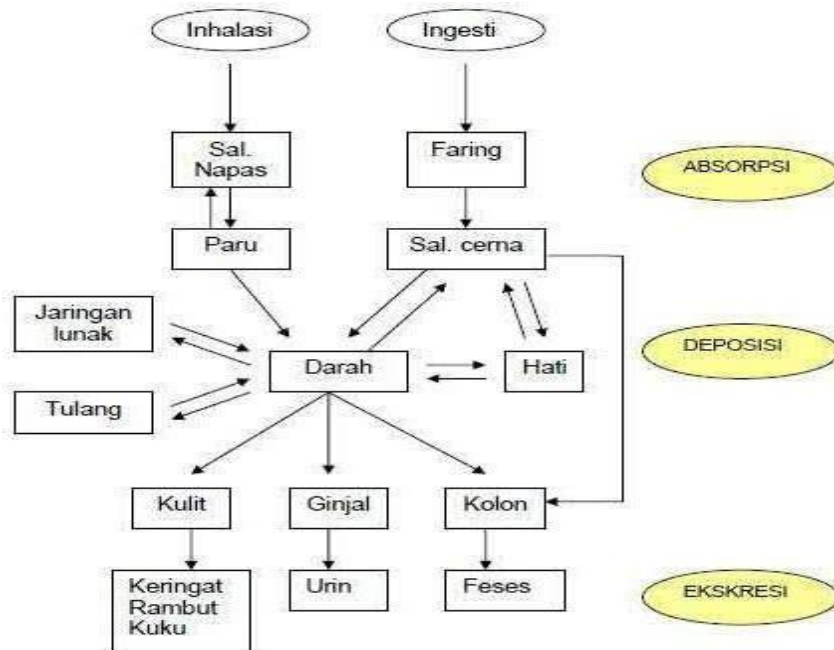 Inhalasi
Ingesti
Sal.
Napas
Faring
ABSORPSI
Paru
Sal. cerna
Jaringan
lunak
Darah
Hati
DEPOSISI
Tulang
Kulit
Ginjal
Kolon
Keringat
Rambut
Kuku
Urin
Feses
EKSKRESI